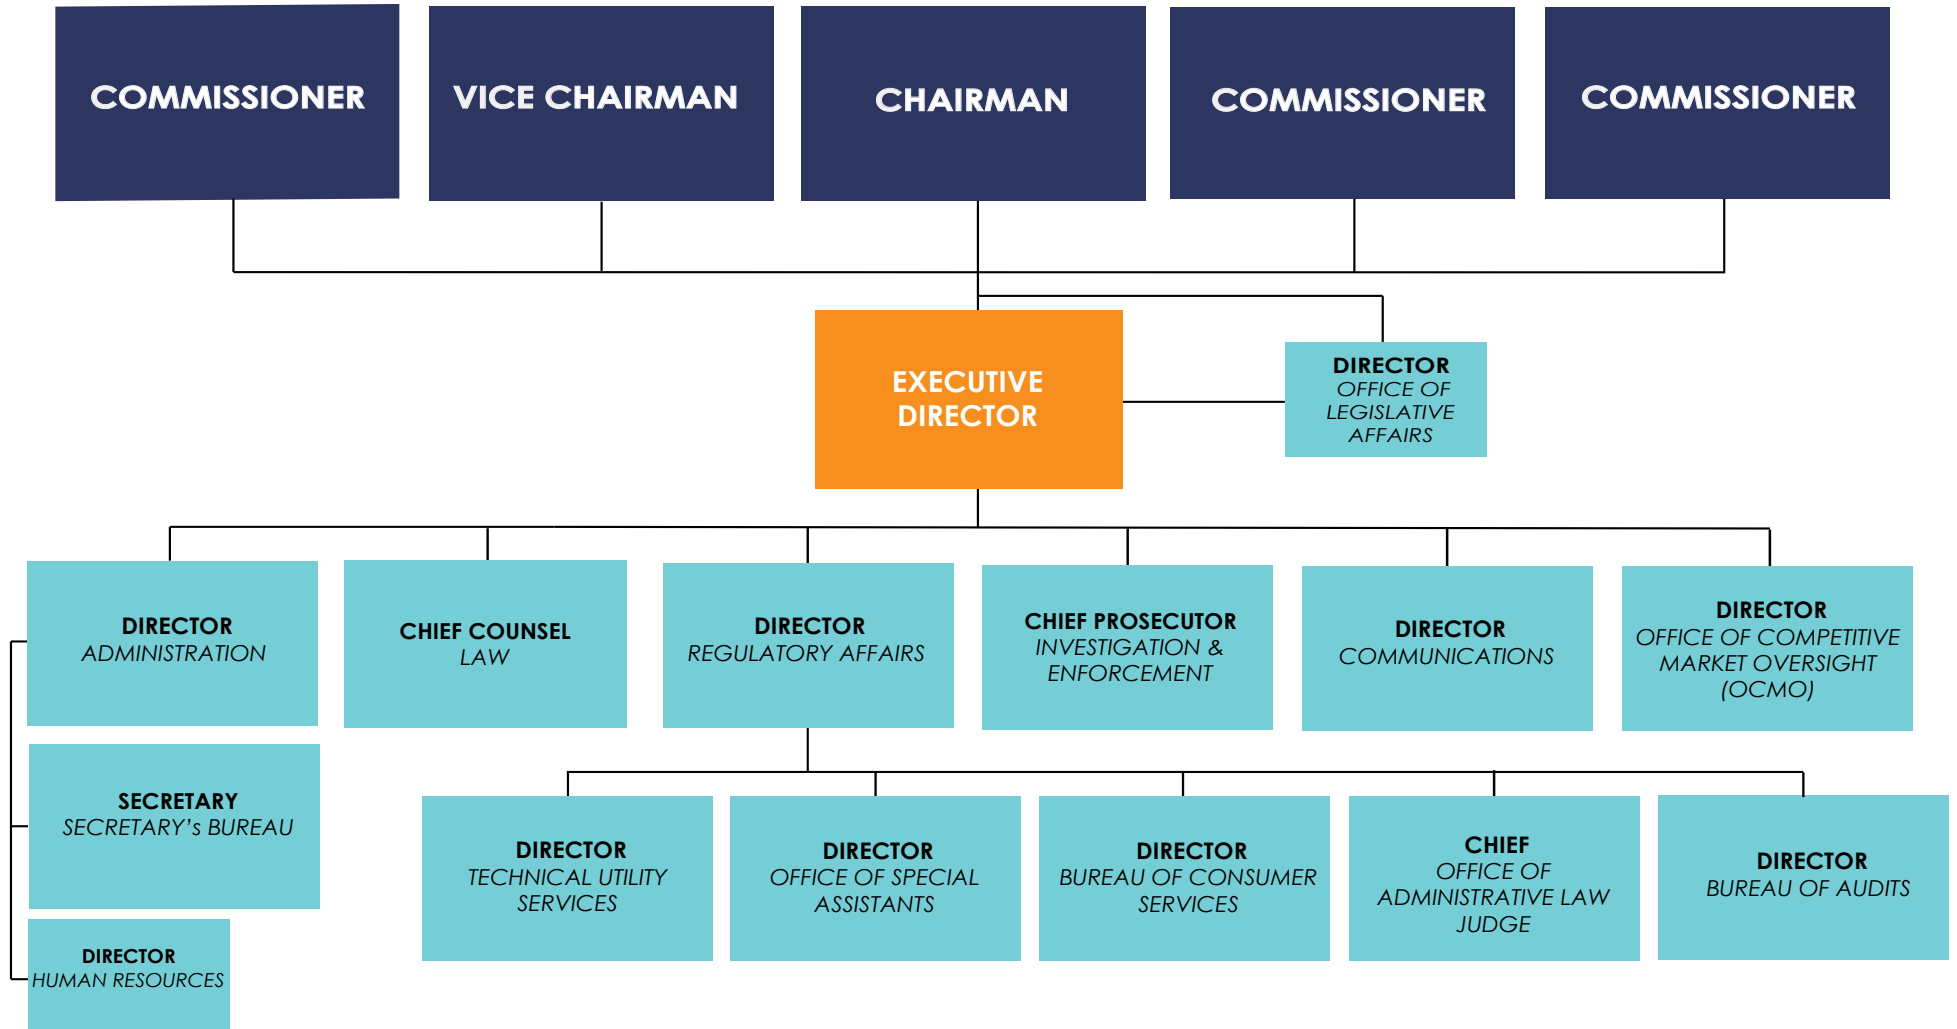 COMMISSIONER
VICE CHAIRMAN
CHAIRMAN
COMMISSIONER
COMMISSIONER
EXECUTIVE
DIRECTOR
DIRECTOR
OFFICE OF
LEGISLATIVE
AFFAIRS
DIRECTOR
ADMINISTRATION
CHIEF COUNSEL
LAW
DIRECTOR
REGULATORY AFFAIRS
CHIEF PROSECUTOR
INVESTIGATION &
ENFORCEMENT
DIRECTOR
COMMUNICATIONS
DIRECTOR
OFFICE OF COMPETITIVE
MARKET OVERSIGHT
(OCMO)
SECRETARY
SECRETARY's BUREAU
DIRECTOR
HUMAN RESOURCES
DIRECTOR
TECHNICAL UTILITY
SERVICES
DIRECTOR
OFFICE OF SPECIAL
ASSISTANTS
DIRECTOR
BUREAU OF CONSUMER
SERVICES
CHIEF
OFFICE OF
ADMINISTRATIVE LAW
JUDGE
DIRECTOR
BUREAU OF AUDITS